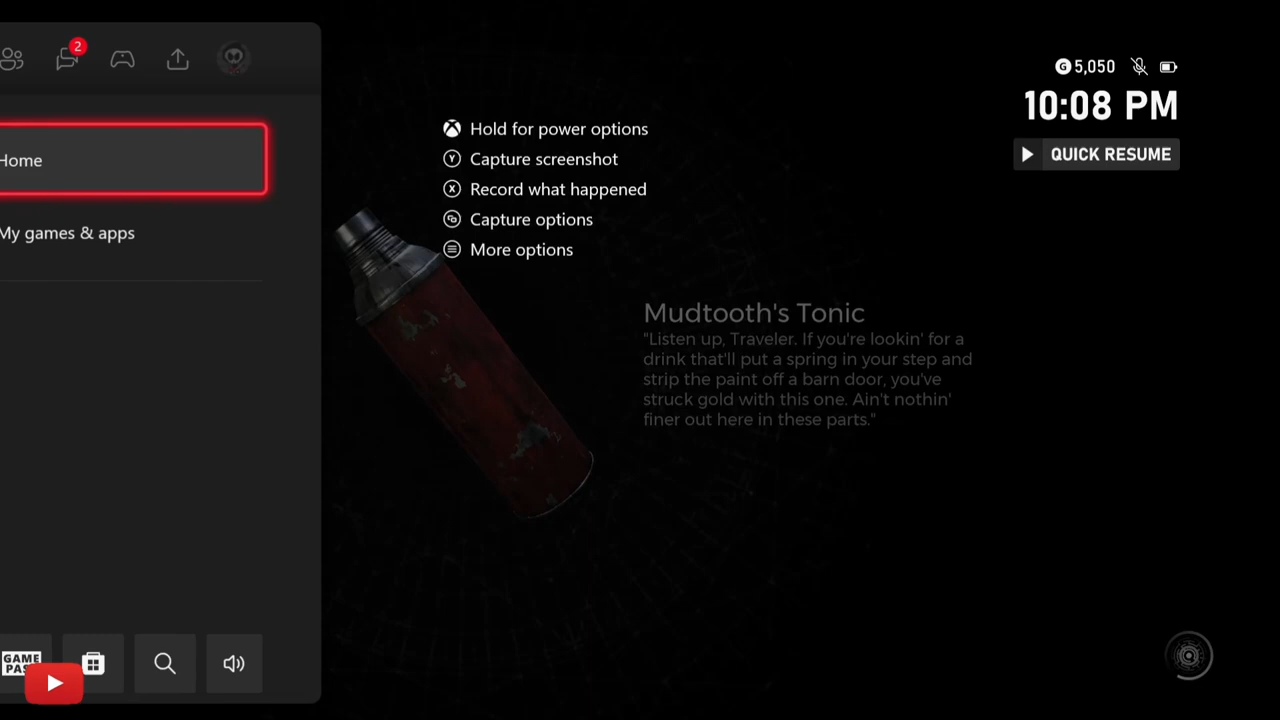 2
Home
My games & apps
GAME
PASS
Hold for power options
Y Capture screenshot
X Record what happened
Capture options
More options
Mudtooth's Tonic
"Listen up, Traveler. If you're lookin' for a
drink that'll put a spring in your step and
strip the paint off a barn door, you've
struck gold with this one. Ain't nothin'
finer out here in these parts."
G 5,050
10:08 PM
QUICK RESUME